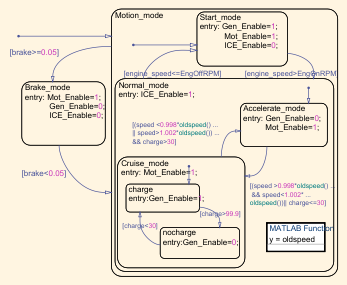 Motion_mode
Start_mode
entry: Gen_Enable=1;
Mot_Enable=1;
ICE_Enable=0;
[brake>=0.05]
[engine_speed<=EngOffRPM]
[engine_speed>EngOnRPM]
Brake_mode
entry: Mot_Enable=1;
Gen_Enable=0;
ICE_Enable=0;
Normal_mode
entry: ICE_Enable=1;
Accelerate_mode
entry: Gen_Enable=0;
Mot_Enable=1;
[(speed <0.998*oldspeed() ...
|| speed>1.002*oldspeed()) ...
&& charge>30]
Cruise_mode
entry: Mot_Enable=1;
[brake<0.05]
charge
entry:Gen_Enable=1;
[(speed >0.998*oldspeed() ...
&& speed<1.002* ...
oldspeed())|| charge<=30]
[charge>99.9]
[charge<30]
nocharge
entry:Gen_Enable=0;
MATLAB Function
y = oldspeed